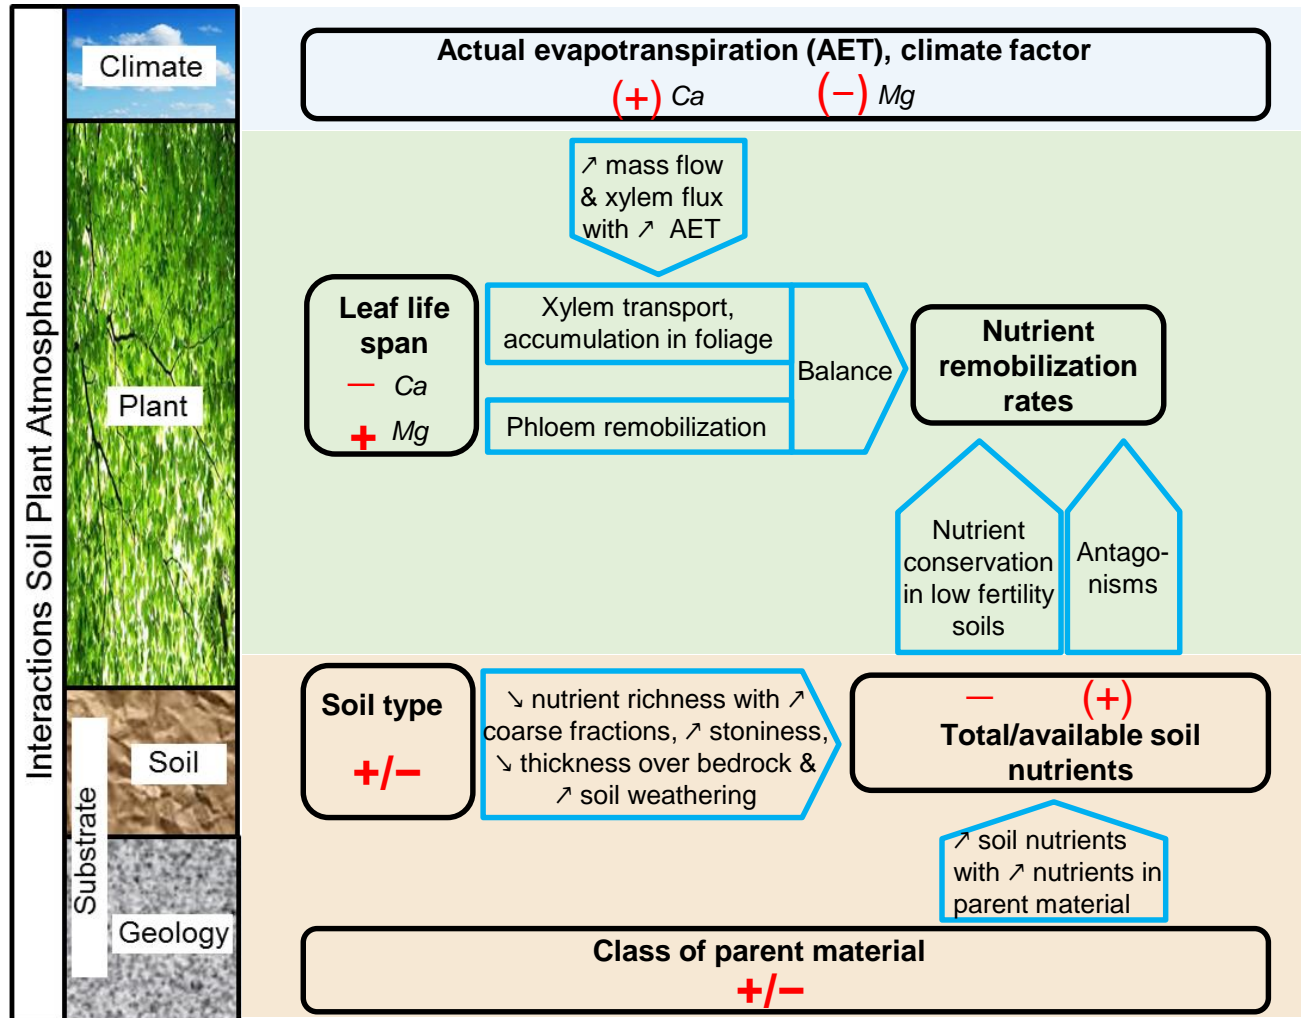 Interactions Soil Plant Atmosphere
Climate
Plant
Soil
Substrate
Geology
Actual evapotranspiration (AET), climate factor
(+) Ca (−) Mg
↗ mass flow
& xylem flux
with ↗ AET
Leaf life
span
− Ca
+ Mg
Xylem transport,
accumulation in foliage
Phloem remobilization
Balance
Nutrient
remobilization
rates
Nutrient
conservation
in low fertility
soils
Antago-
nisms
Soil type
+/−
↘ nutrient richness with ↗
coarse fractions, ↗ stoniness,
↘ thickness over bedrock &
↗ soil weathering
− (+)
Total/available soil
nutrients
↗ soil nutrients
with ↗ nutrients in
parent material
Class of parent material
+/−